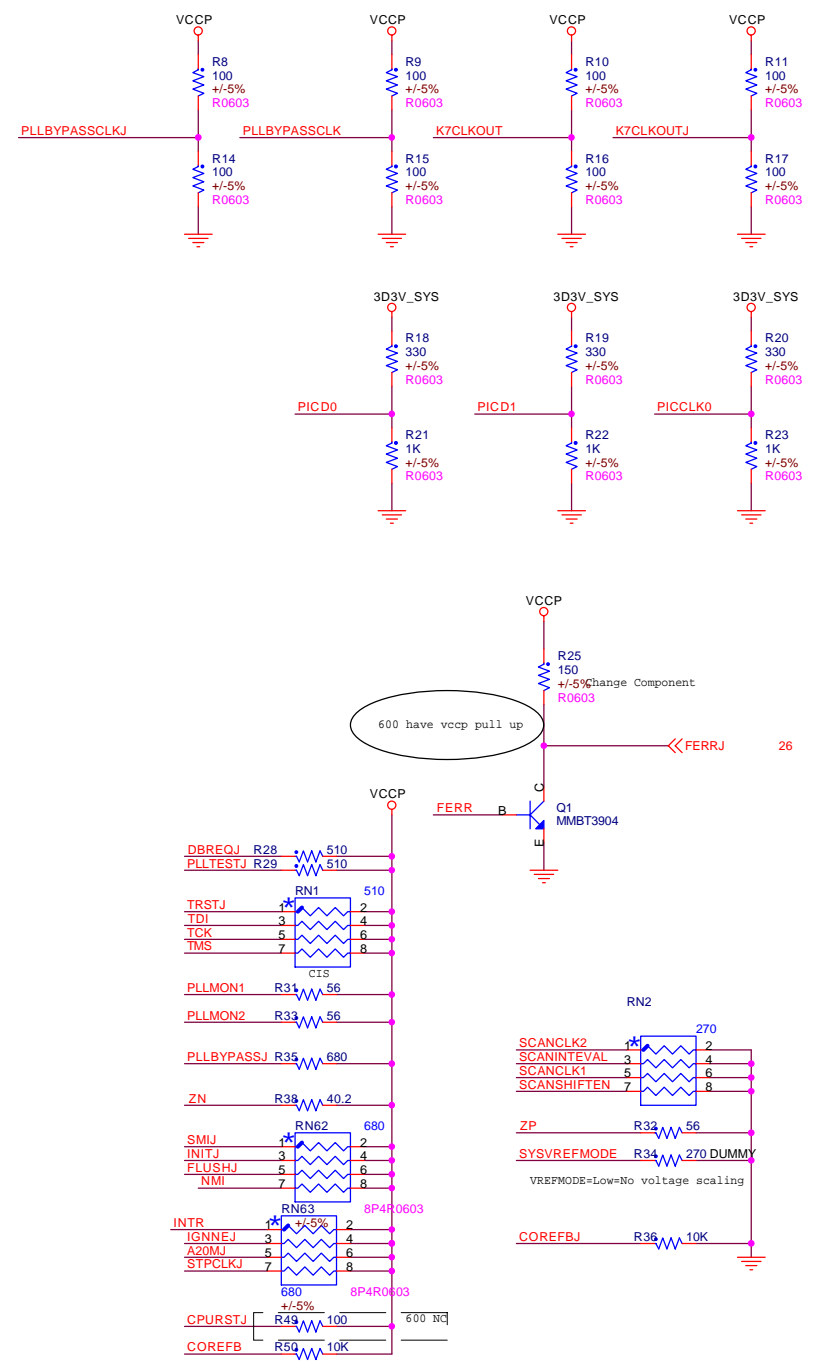 VCCP VCCP VCCP VCCP
R8 R9 R10 R11
100 100 100 100
+/-5% +/-5% +/-5% +/-5%
R0603 R0603 R0603 R0603
PLLBYPASSCLKJ PLLBYPASSCLK K7CLKOUT K7CLKOUTJ
R14 R15 R16 R17
100 100 100 100
+/-5% +/-5% +/-5% +/-5%
R0603 R0603 R0603 R0603
3D3V_SYS 3D3V_SYS 3D3V_SYS
R18 R19 R20
330 330 330
+/-5% +/-5% +/-5%
R0603 R0603 R0603
PICD0 PICD1 PICCLK0
R21 R22 R23
1K 1K 1K
+/-5% +/-5% +/-5%
R0603 R0603 R0603
VCCP
R25
150
+/-5% Change Component
R0603
600 have vccp pull up
FERRJ 26
VCCP
C
FERR B Q1
MMBT3904
E
DBREQJ R28 510
PLLTESTJ R29 510
RN1 510
TRSTJ 1 * 2
TDI 3 4
TCK 5 6
TMS 7 8
CIS
PLLMON1 R31 56
PLLMON2 R33 56
PLLBYPASSJ R35 680
ZN R38 40.2
RN62 680
SMIJ 1 * 2
INITJ 3 4
FLUSHJ 5 6
NMI 7 8
RN63 8P4R0603
INTR 1 * +/-5% 2
IGNNEJ 3 4
A20MJ 5 6
STPCLKJ 7 8
680 8P4R0603
+/-5%
CPURSTJ R49 100 600 NC
COREFB R50 10K
RN2
270
SCANCLK2 1 * 2
SCANINTEVAL 3 4
SCANCLK1 5 6
SCANSHIFTEN 7 8
ZP R32 56
SYSVREFMODE R34 270 DUMMY
VREFMODE=Low=No voltage scaling
COREFBJ R36 10K